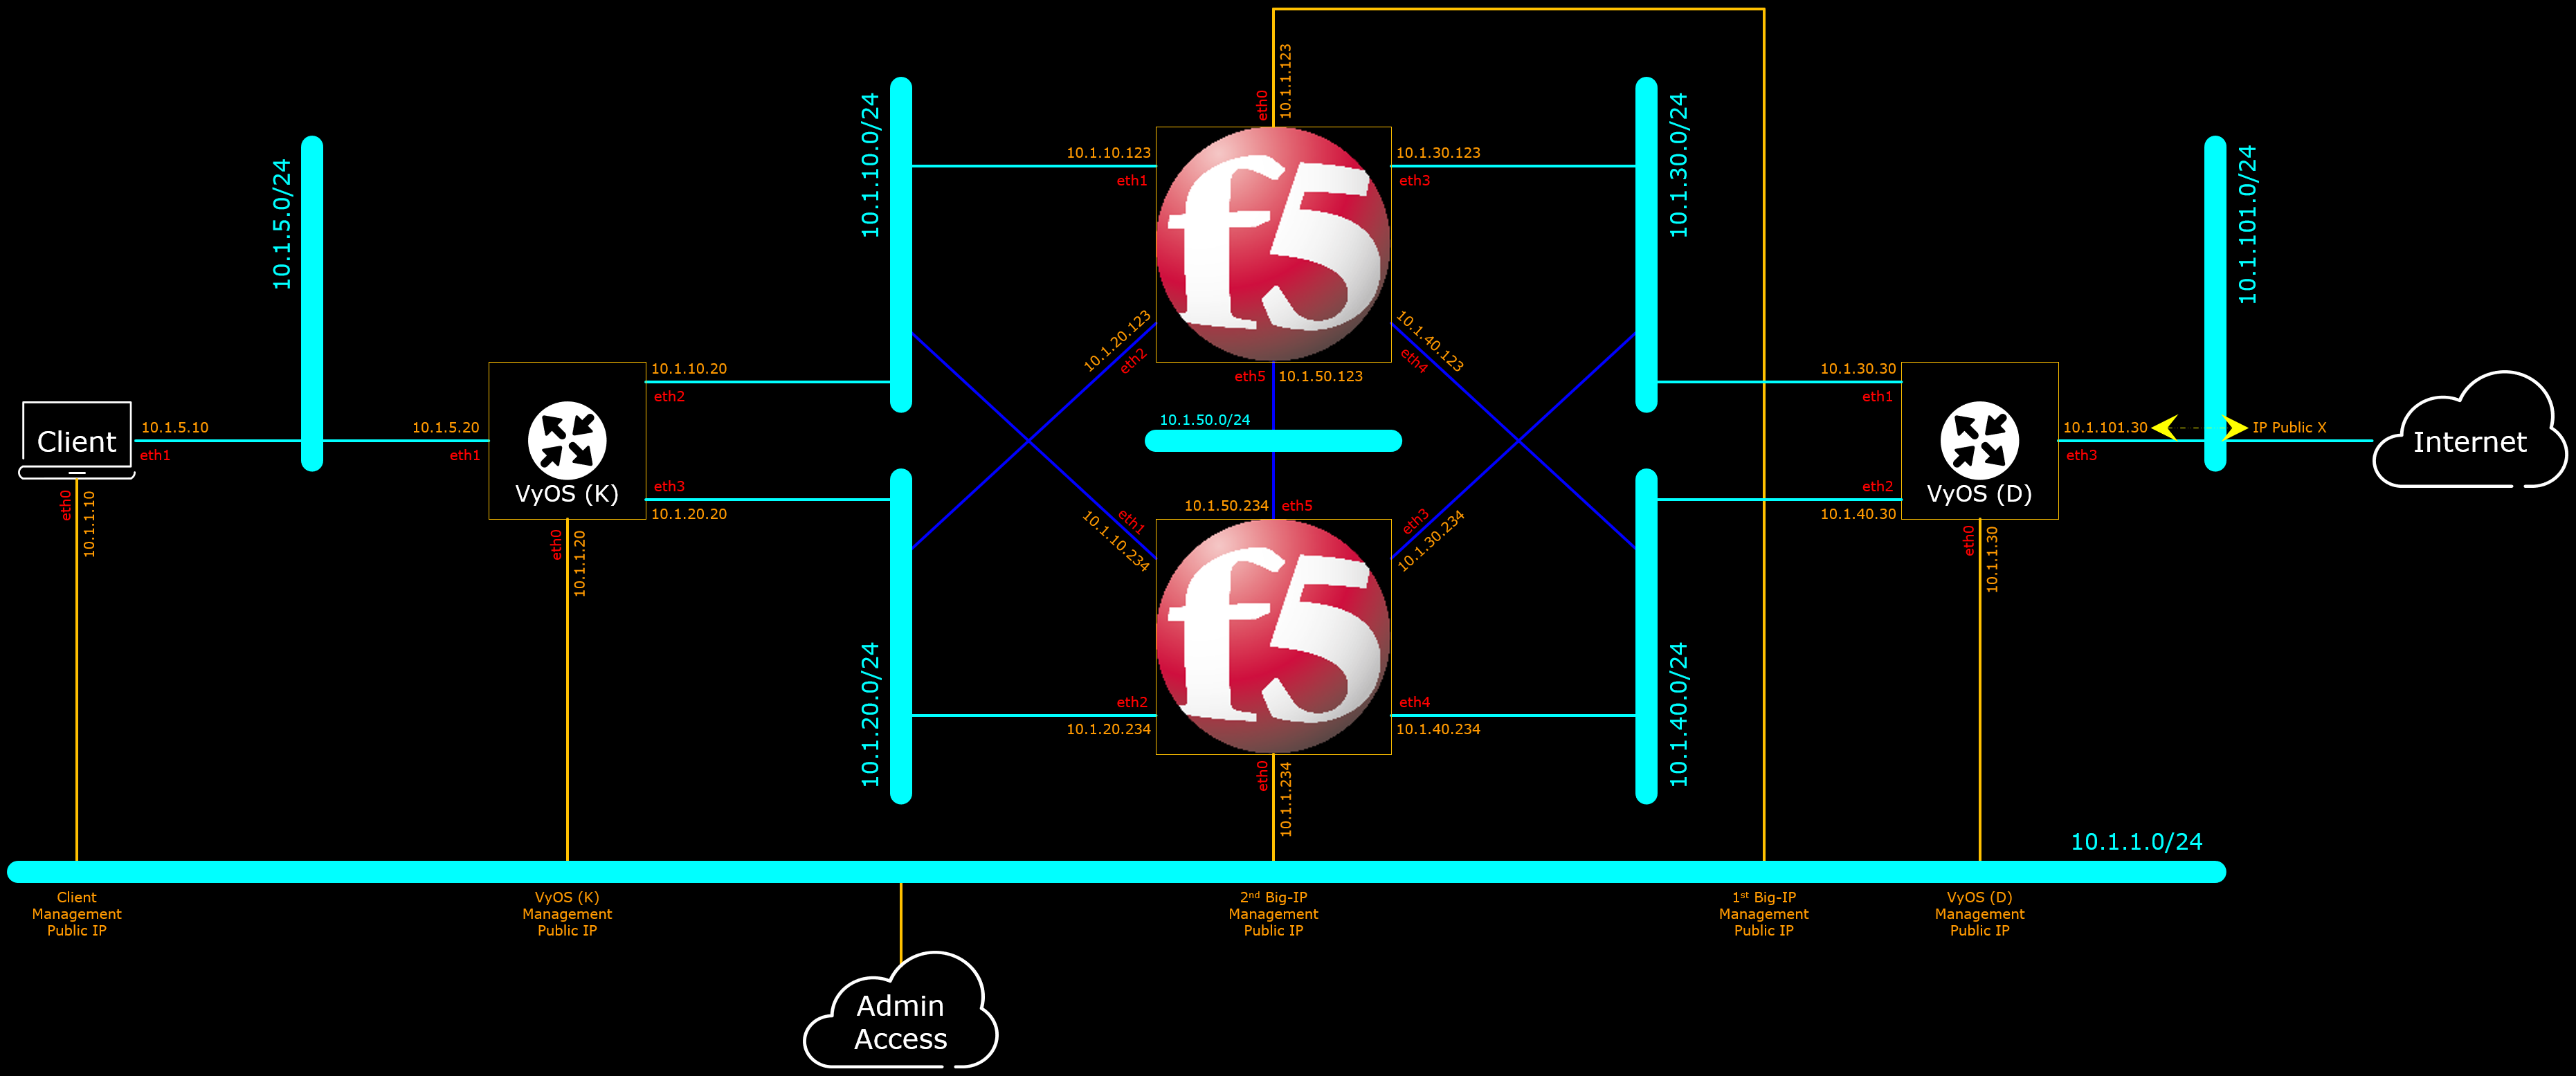 10.1.1.123
eth0
10.1.5.0/24
10.1.10.0/24
10.1.10.123
eth1
f5
10.1.30.123
eth3
10.1.30.0/24
10.1.101.0/24
10.1.20.123
eth2
10.1.40.123
eth4
eth5
10.1.50.123
10.1.50.0/24
Client
10.1.5.10
eth1
eth0
10.1.1.10
10.1.5.20
eth1
VyOS (K)
10.1.10.20
eth2
eth3
10.1.20.20
eth0
10.1.1.20
10.1.30.30
eth1
eth2
10.1.40.30
VyOS (D)
10.1.101.30
eth3
IP Public X
Internet
eth0
10.1.1.30
10.1.50.234
eth5
eth1
10.1.10.234
eth3
10.1.30.234
f5
10.1.20.0/24
eth2
10.1.20.234
eth4
10.1.40.234
10.1.40.0/24
eth0
10.1.1.234
10.1.1.0/24
Client
Management
Public IP
VyOS (K)
Management
Public IP
2nd Big-IP
Management
Public IP
1st Big-IP
Management
Public IP
VyOS (D)
Management
Public IP
Admin
Access